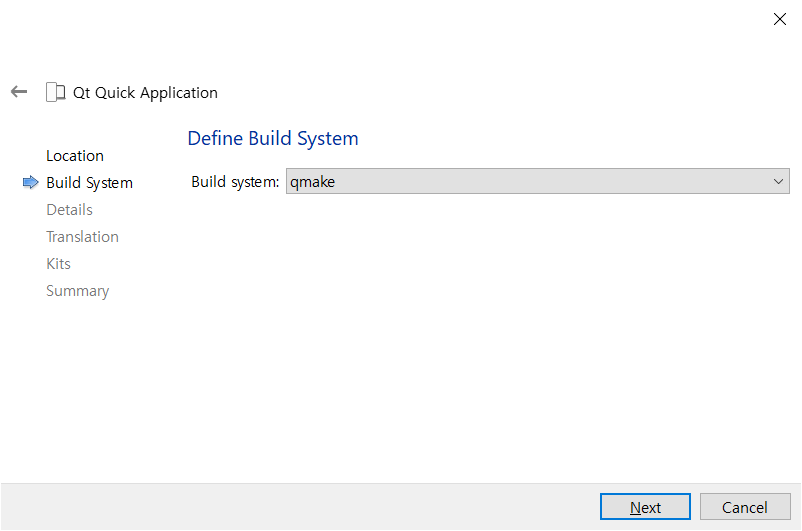 Qt Quick Application
Location
Build System
Details
Translation
Kits
Summary
Define Build System
Build system: qmake
Next Cancel